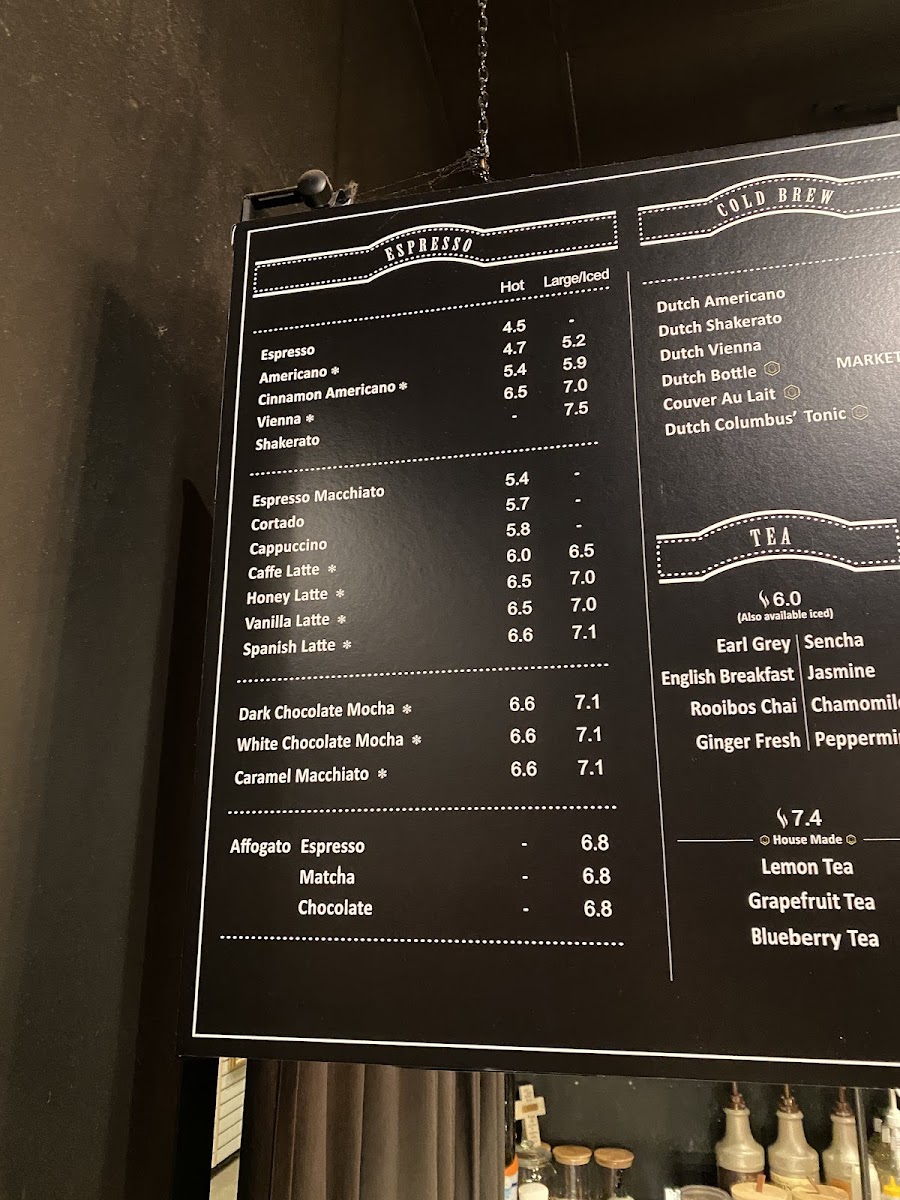 ESPRESSO
Hot Large/Iced
Espresso 4.5 -
Americano * 4.7 5.2
Cinnamon Americano * 5.4 5.9
Vienna * 6.5 7.0
Shakerato - 7.5
Espresso Macchiato 5.4 -
Cortado 5.7 -
Cappuccino 5.8 -
Caffe Latte * 6.0 6.5
Honey Latte * 6.5 7.0
Vanilla Latte * 6.5 7.0
Spanish Latte * 6.6 7.1
Dark Chocolate Mocha * 6.6 7.1
White Chocolate Mocha * 6.6 7.1
Caramel Macchiato * 6.6 7.1
Affogato Espresso - 6.8
Matcha - 6.8
Chocolate - 6.8
COLD BREW
Dutch Americano
Dutch Shakerato
Dutch Vienna
Dutch Bottle
MARKET
Couver Au Lait
Dutch Columbus’ Tonic
TEA
6.0
(Also available iced)
Earl Grey | Sencha
English Breakfast | Jasmine
Rooibos Chai | Chamomile
Ginger Fresh | Peppermin
7.4
House Made
Lemon Tea
Grapefruit Tea
Blueberry Tea